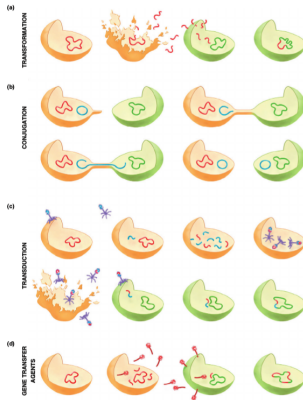 (a)
TRANSFORMATION
(b)
CONJUGATION
(c)
TRANSDUCTION
(d)
GENE TRANSFER
AGENTS